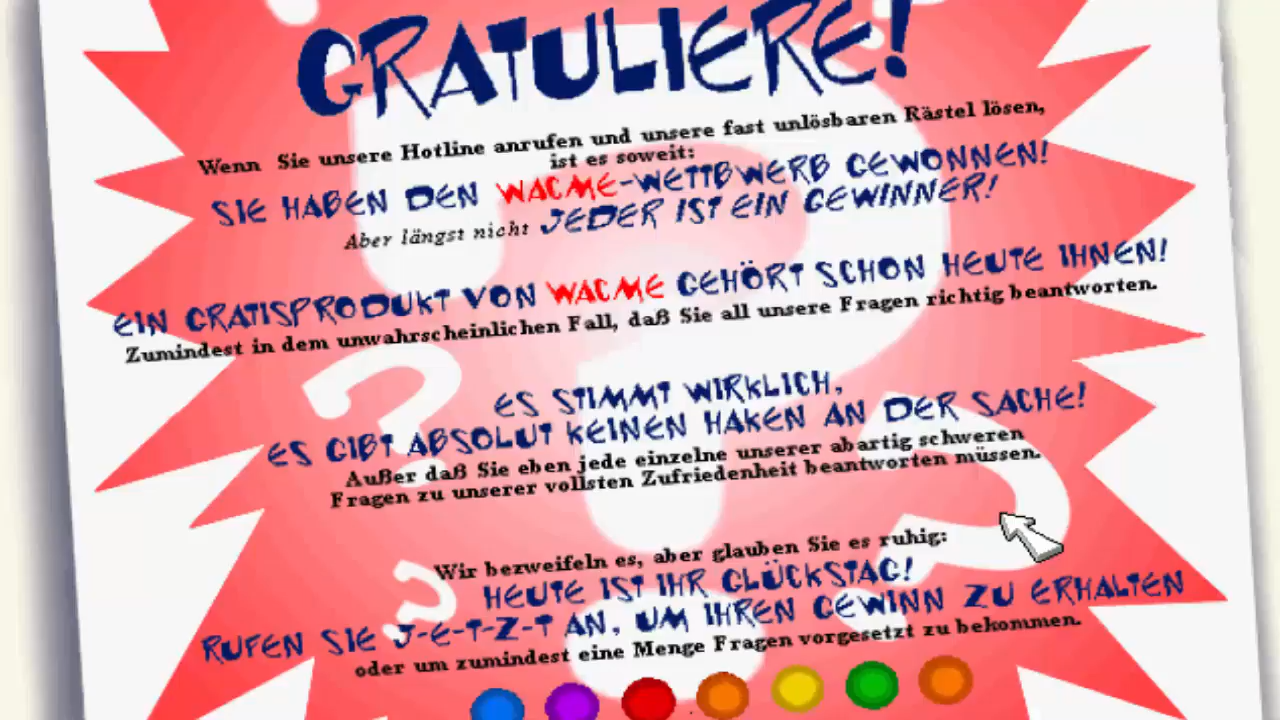 GRATULIERE!
Wenn Sie unsere Hotline anrufen und unsere fast unlösbaren Rästel lösen,
ist es soweit:
SIE HABEN DEN WACME-WETTBWERB GEWONNEN!
Aber längst nicht JEDER IST EIN GEWINNER!
EIN GRATISPRODUKT VON WACME GEHÖRT SCHON HEUTE IHNEN!
Zumindest in dem unwahrscheinlichen Fall, daß Sie all unsere Fragen richtig beantworten.
ES STIMMT WIRKLICH,
ES GIBT ABSOLUT KEINEN HAKEN AN DER SACHE!
Außer daß Sie eben jede einzelne unserer abartig schweren
Fragen zu unserer vollsten Zufriedenheit beantworten müssen.
Wir bezweifeln es, aber glauben Sie es ruhig:
HEUTE IST IHR GLÜCKSTAG!
RUFEN SIE J-E-T-Z-T AN, UM IHREN GEWINN ZU ERHALTEN
oder um zumindest eine Menge Fragen vorgesetzt zu bekommen.